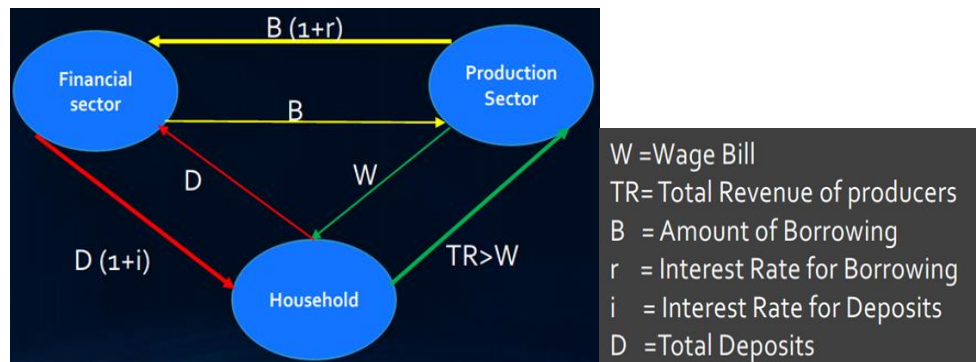 B (1+r)
Financial
sector
Production
Sector
B
D
W
D (1+i)
TR>W
Household
W =Wage Bill
TR= Total Revenue of producers
B = Amount of Borrowing
r = Interest Rate for Borrowing
i = Interest Rate for Deposits
D =Total Deposits